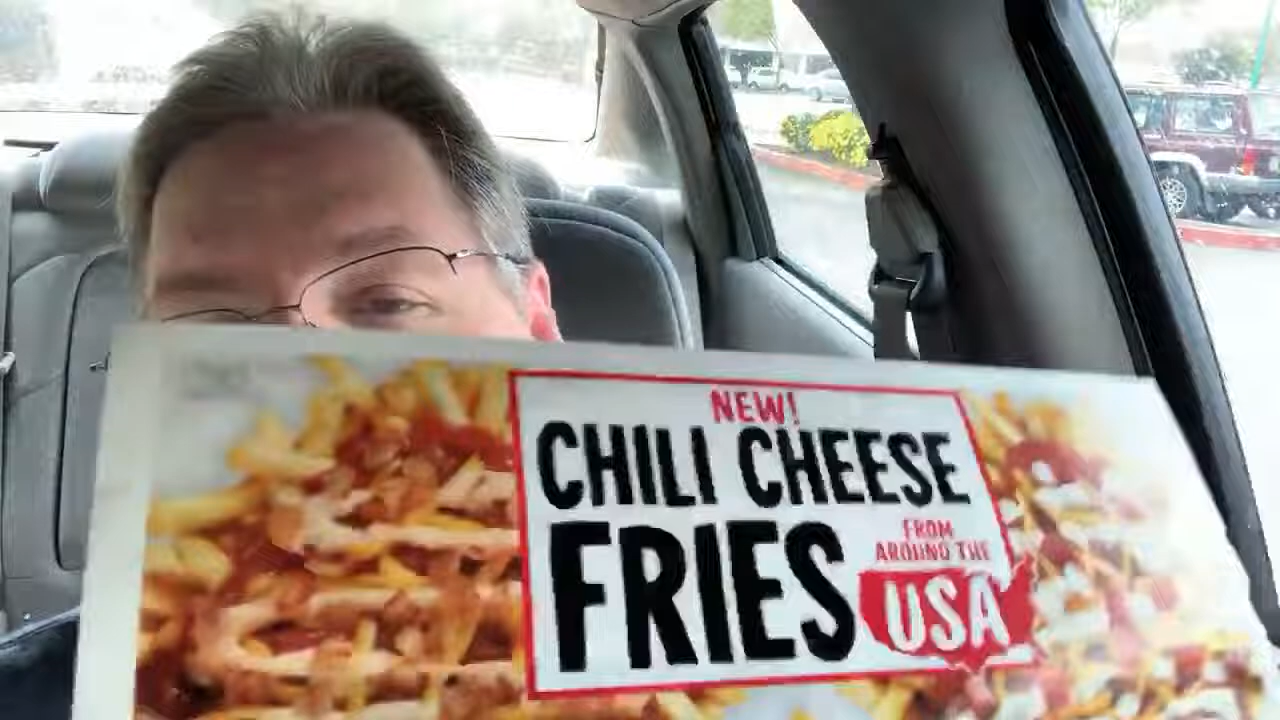 NEW!
CHILI CHEESE
FRIES
FROM
AROUND THE
USA